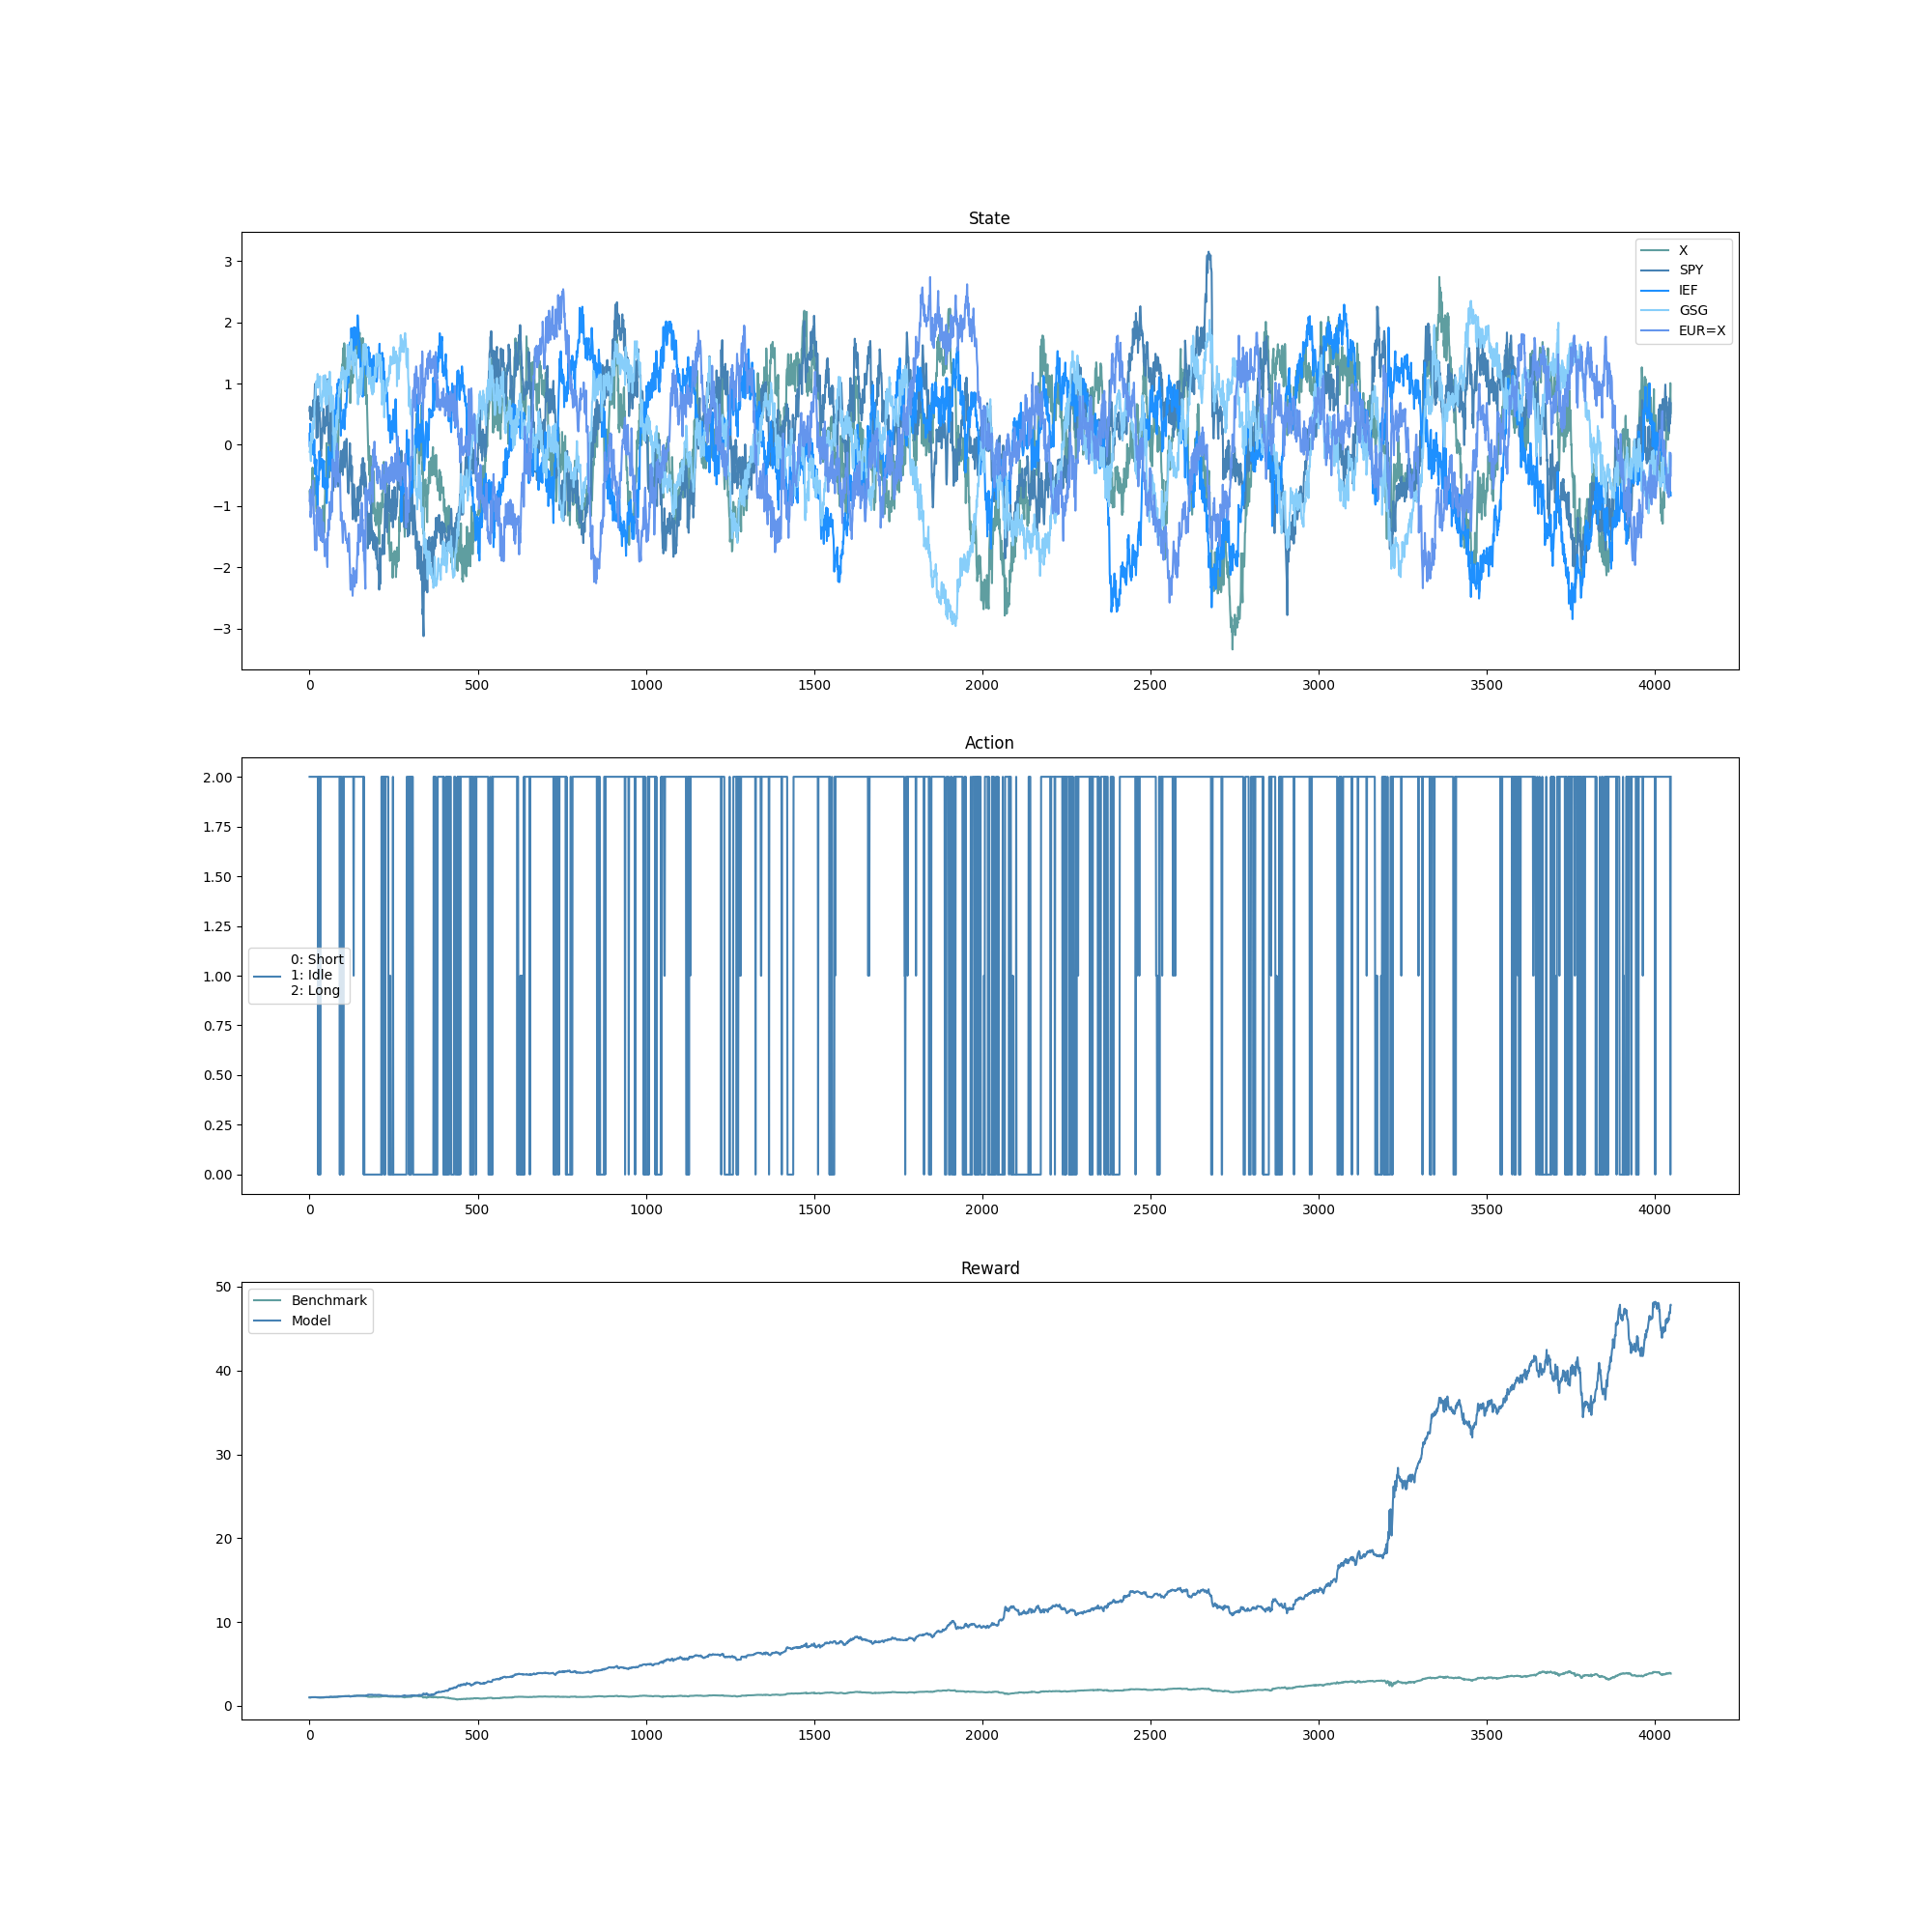 State
3
2
1
0
−1
−2
−3
X
SPY
IEF
GSG
EUR=X
0 500 1000 1500 2000 2500 3000 3500 4000
Action
2.00
1.75
1.50
1.25
1.00
0.75
0.50
0.25
0.00
0: Short
1: Idle
2: Long
0 500 1000 1500 2000 2500 3000 3500 4000
Reward
50
40
30
20
10
0
Benchmark
Model
0 500 1000 1500 2000 2500 3000 3500 4000